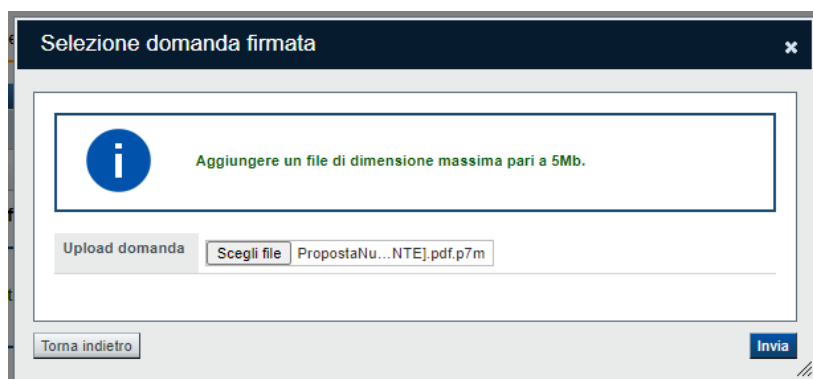 Selezione domanda firmata
Aggiungere un file di dimensione massima pari a 5Mb.
Upload domanda Scegli file PropostaNu...NTE].pdf.p7m
Torna indietro Invia